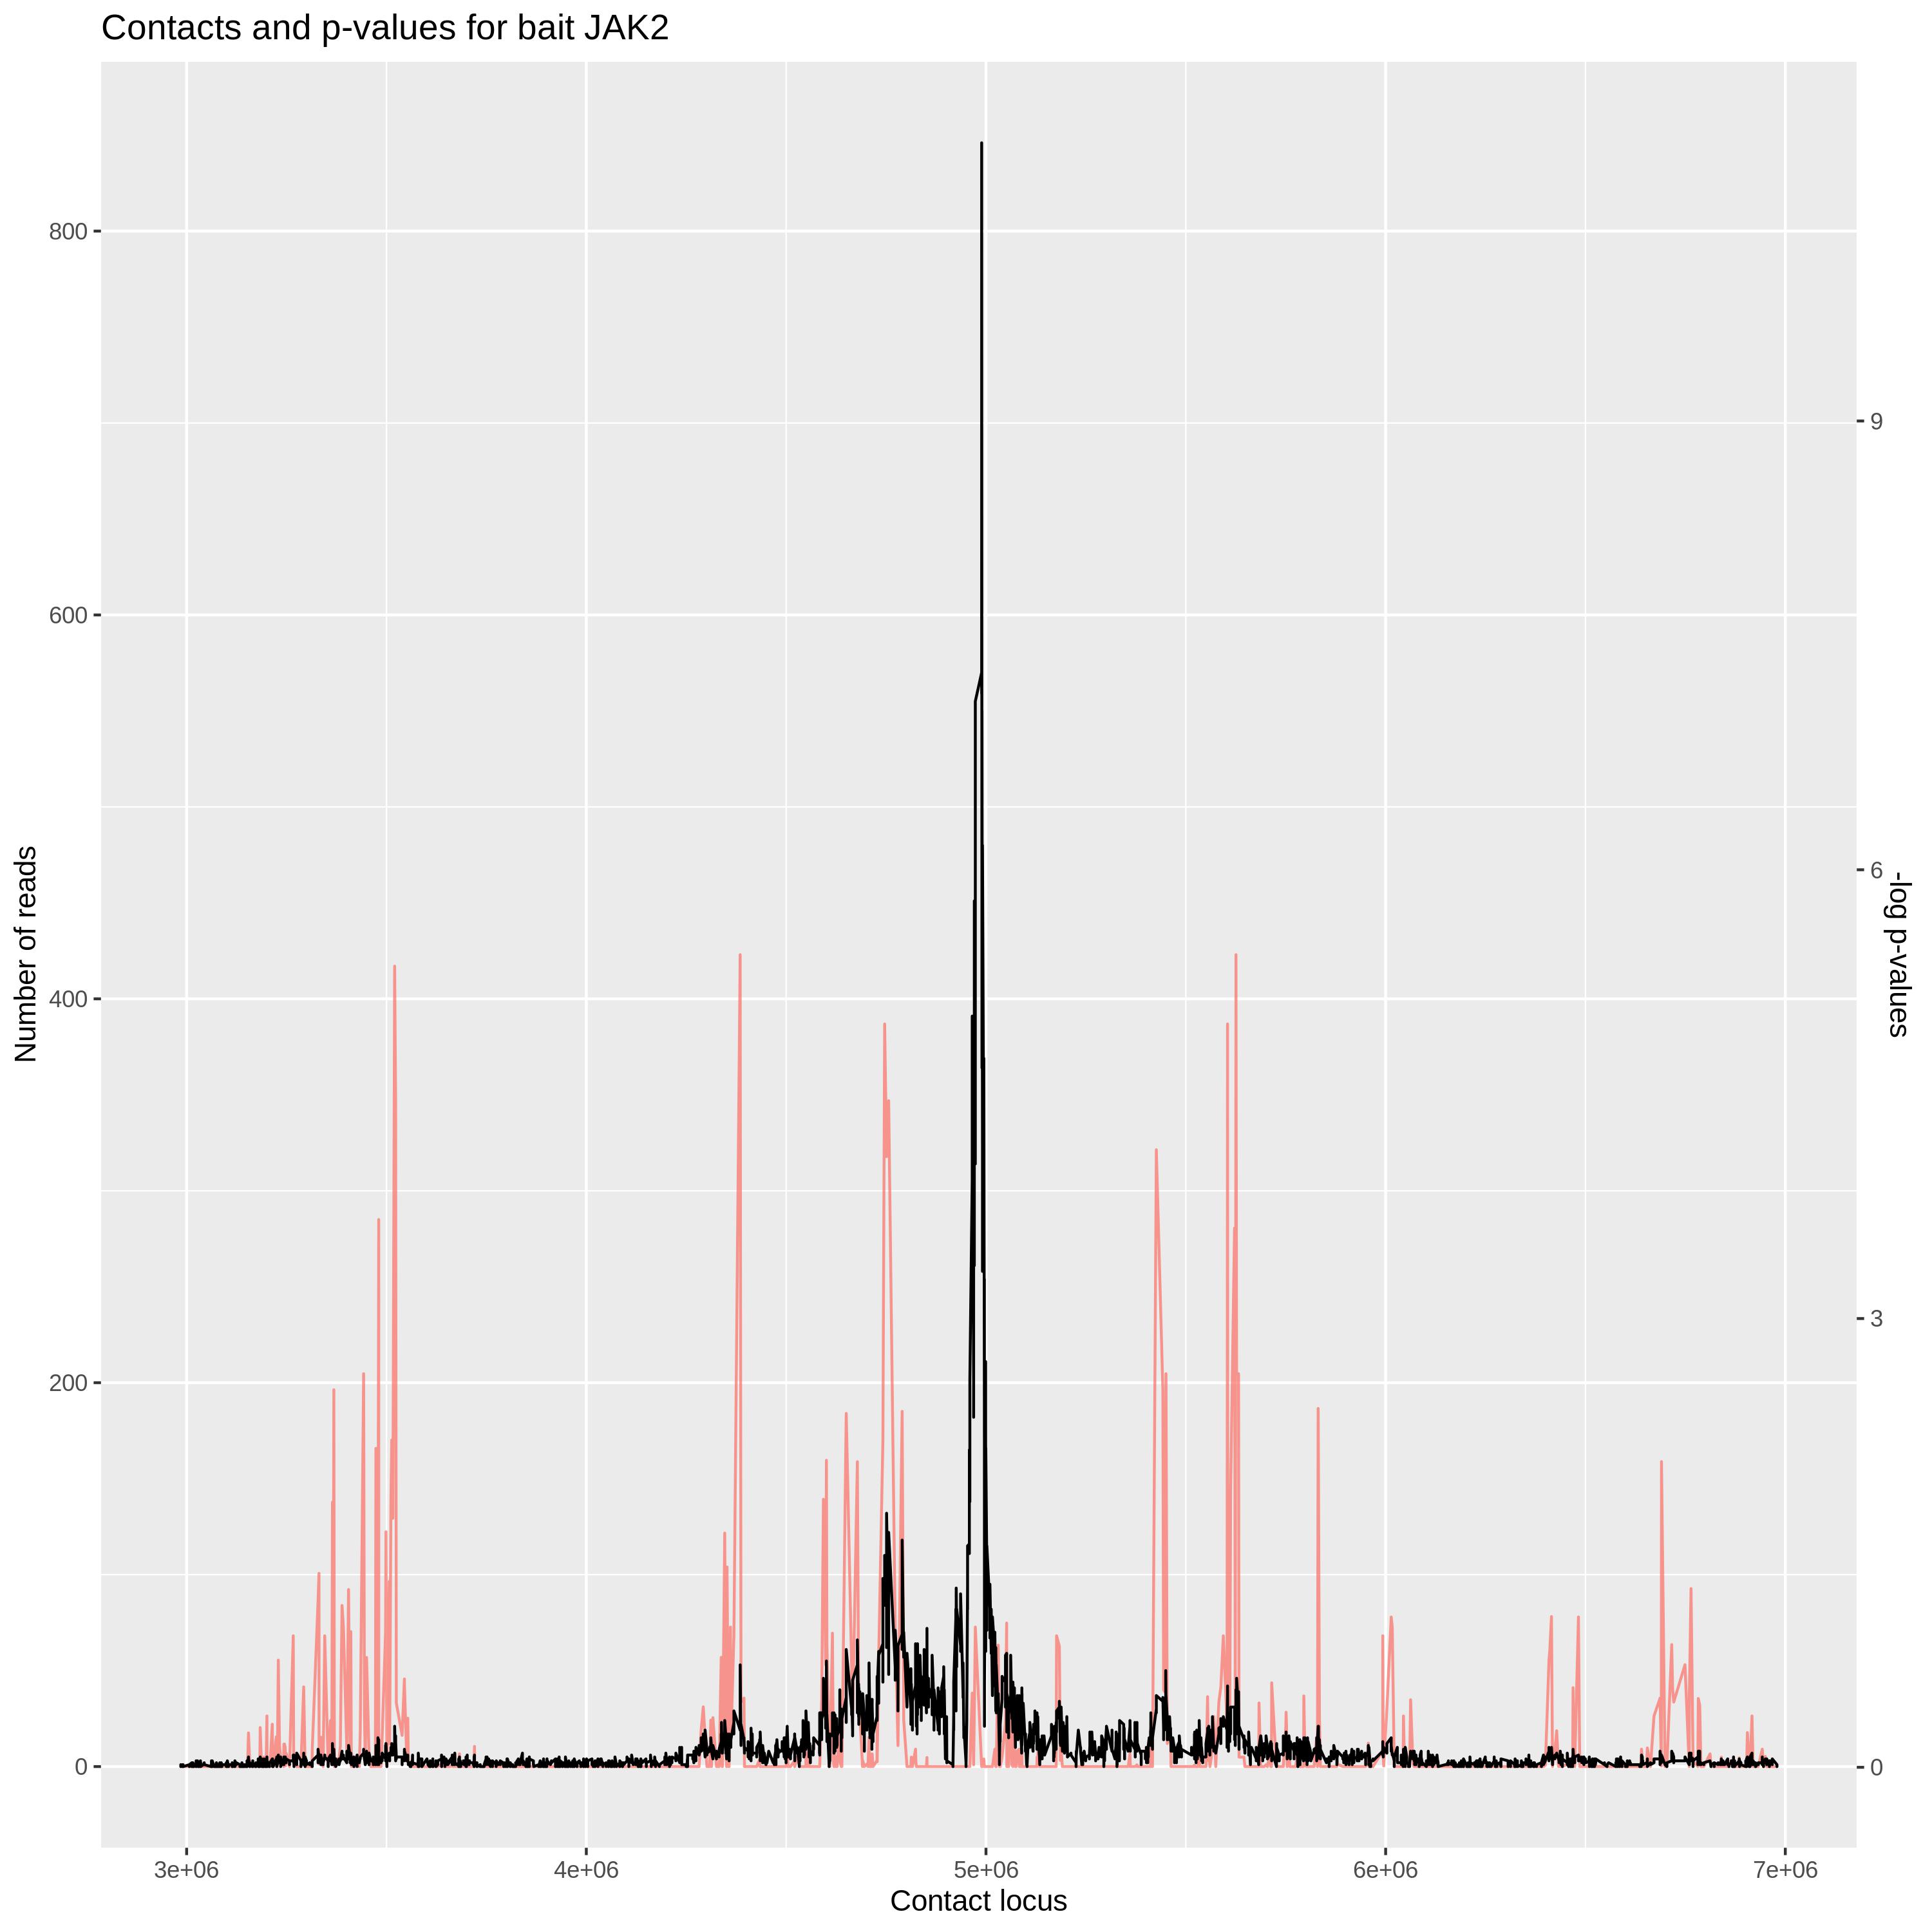 Contacts and p-values for bait JAK2
800
600
400
200
0
Number of reads
9
6
3
0
-log p-values
3e+06
4e+06
5e+06
6e+06
7e+06
Contact locus